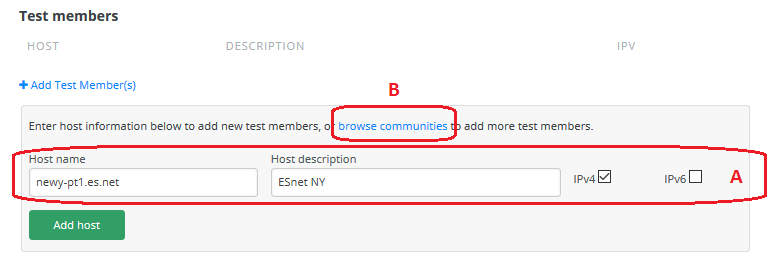 Test members
HOST DESCRIPTION IPV
+ Add Test Member(s)
B
Enter host information below to add new test members, or browse communities to add more test members.
Host name Host description
newy-pt1.es.net ESnet NY IPv4 IPv6 A
Add host